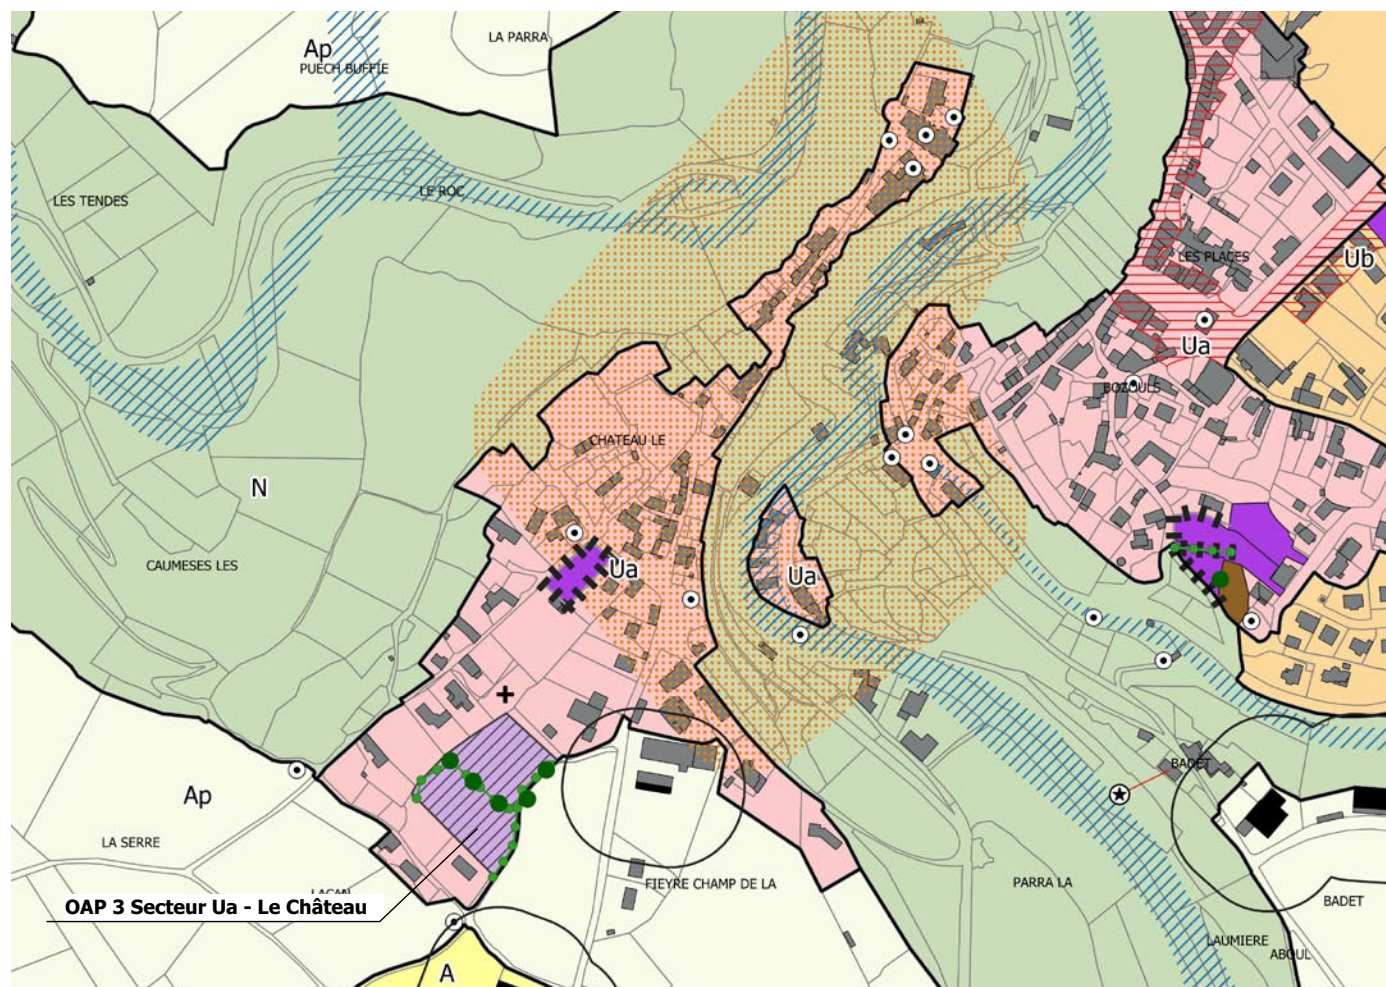 LA PARRA
Ap
PUECH BUFFIE
LES TENDES
LE ROC
LES PLACES
Ub
Ua
BOZOULS
CHATEAU LE
N
CAUMESES LES
Ua
Ua
BADET
Ap
LA SERRE
FIEYRE CHAMP DE LA
PARRA LA
LAGAN
BADET
OAP 3 Secteur Ua - Le Château
LAUMIERE
ABOUL
A